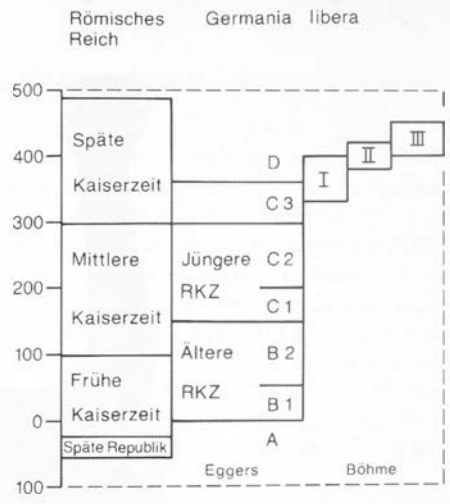 Römisches Germania libera
Reich
500
Späte D
400
Kaiserzeit I II III
C 3
300
Mittlere Jüngere C 2
200 RKZ
Kaiserzeit C 1
100 Ältere B 2
Frühe RKZ
Kaiserzeit B 1
0
Späte Republik A
100 Eggers Böhme